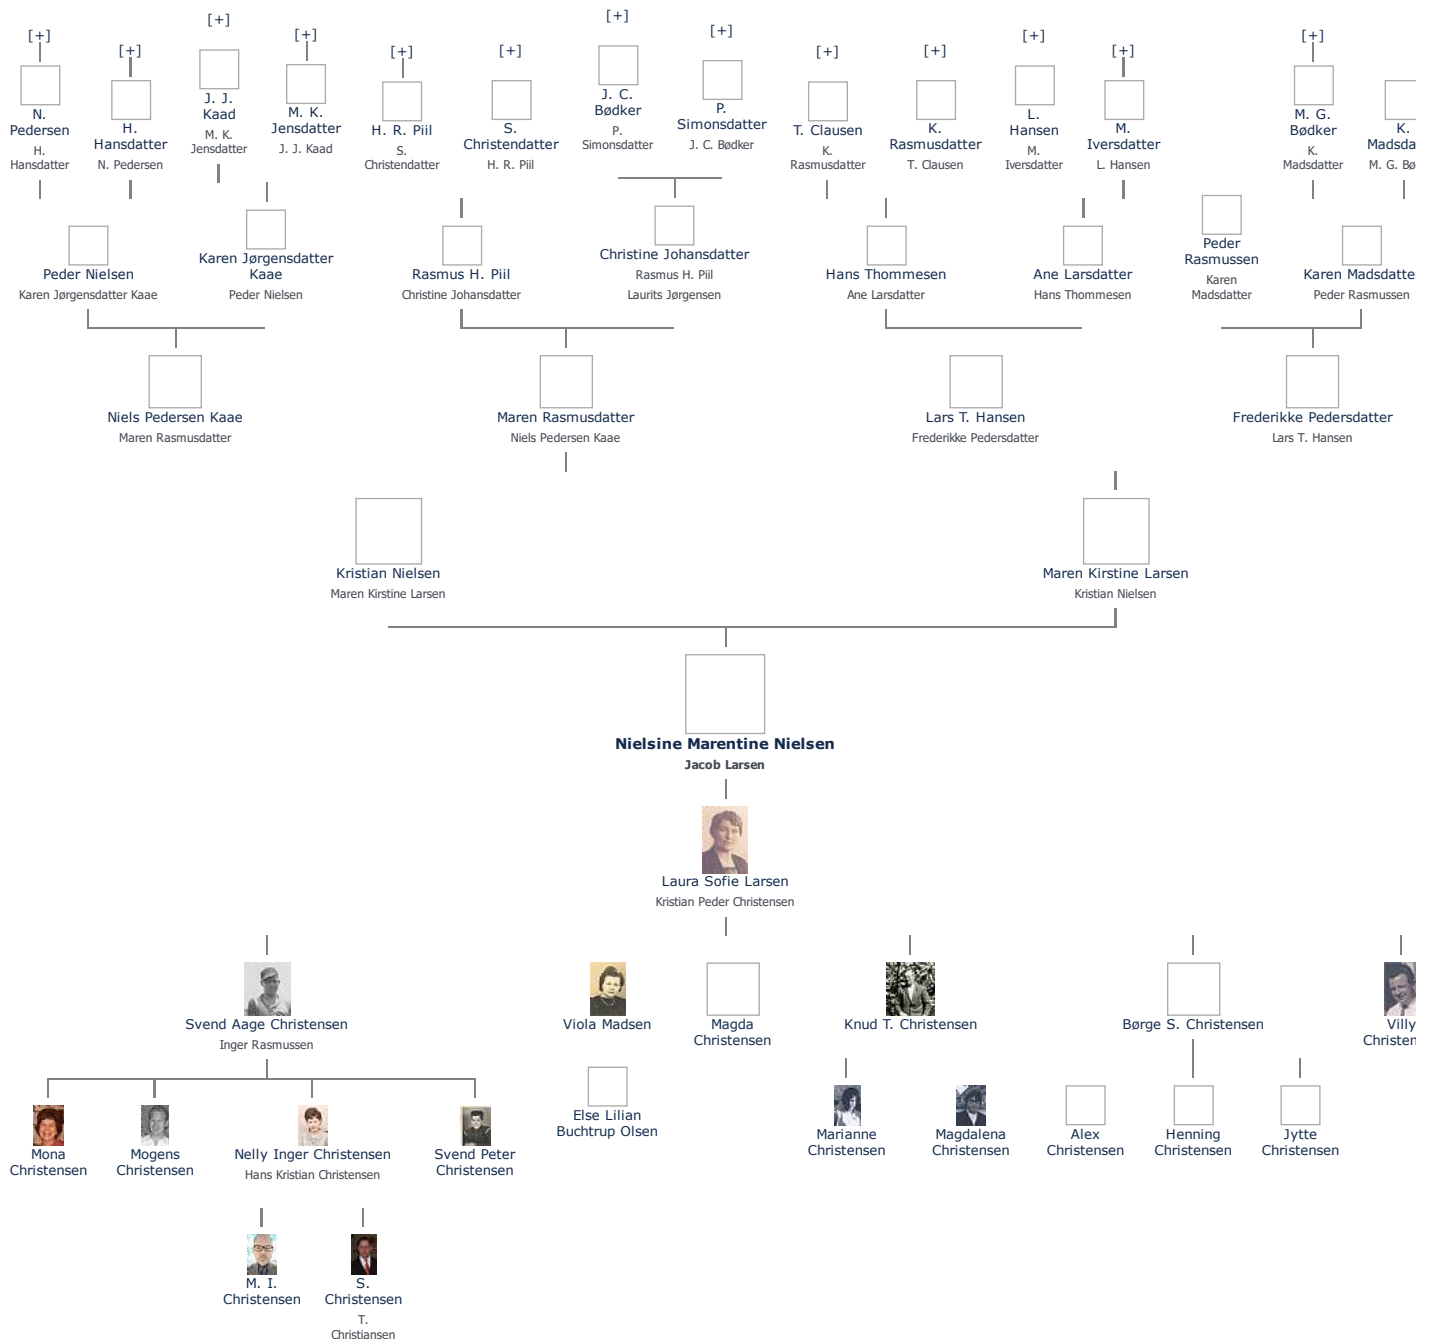 [+]
[+]
[+]
[+]
[+]
[+]
[+]
[+]
[+]
[+]
[+]
[+]
[+]
N.
Pedersen
H.
Hansdatter
H.
Hansdatter
N. Pedersen
J. J.
Kaad
M. K.
Jensdatter
M. K.
Jensdatter
J. J. Kaad
H. R. Piil
S.
Christendatter
S.
Christendatter
H. R. Piil
J. C.
Bødker
P.
Simonsdatter
P.
Simonsdatter
J. C. Bødker
T. Clausen
K.
Rasmusdatter
K.
Rasmusdatter
T. Clausen
L.
Hansen
M.
Iversdatter
M.
Iversdatter
L. Hansen
M. G.
Bødker
K.
Madsdatter
K.
Madsda
M. G. Bø
Peder Nielsen
Karen Jørgensdatter Kaae
Karen Jørgensdatter
Kaae
Peder Nielsen
Rasmus H. Piil
Christine Johansdatter
Christine Johansdatter
Rasmus H. Piil
Laurits Jørgensen
Hans Thommesen
Ane Larsdatter
Ane Larsdatter
Hans Thommesen
Peder
Rasmussen
Karen
Madsdatter
Karen Madsdatte
Peder Rasmussen
Niels Pedersen Kaae
Maren Rasmusdatter
Maren Rasmusdatter
Niels Pedersen Kaae
Lars T. Hansen
Frederikke Pedersdatter
Frederikke Pedersdatter
Lars T. Hansen
Kristian Nielsen
Maren Kirstine Larsen
Maren Kirstine Larsen
Kristian Nielsen
Nielsine Marentine Nielsen
Jacob Larsen
Laura Sofie Larsen
Kristian Peder Christensen
Svend Aage Christensen
Inger Rasmussen
Viola Madsen
Magda
Christensen
Knud T. Christensen
Børge S. Christensen
Villy
Christen
Else Lilian
Buchtrup Olsen
Mona
Christensen
Mogens
Christensen
Nelly Inger Christensen
Hans Kristian Christensen
Svend Peter
Christensen
Marianne
Christensen
Magdalena
Christensen
Alex
Christensen
Henning
Christensen
Jytte
Christensen
M. I.
Christensen
S.
Christensen
T.
Christiansen